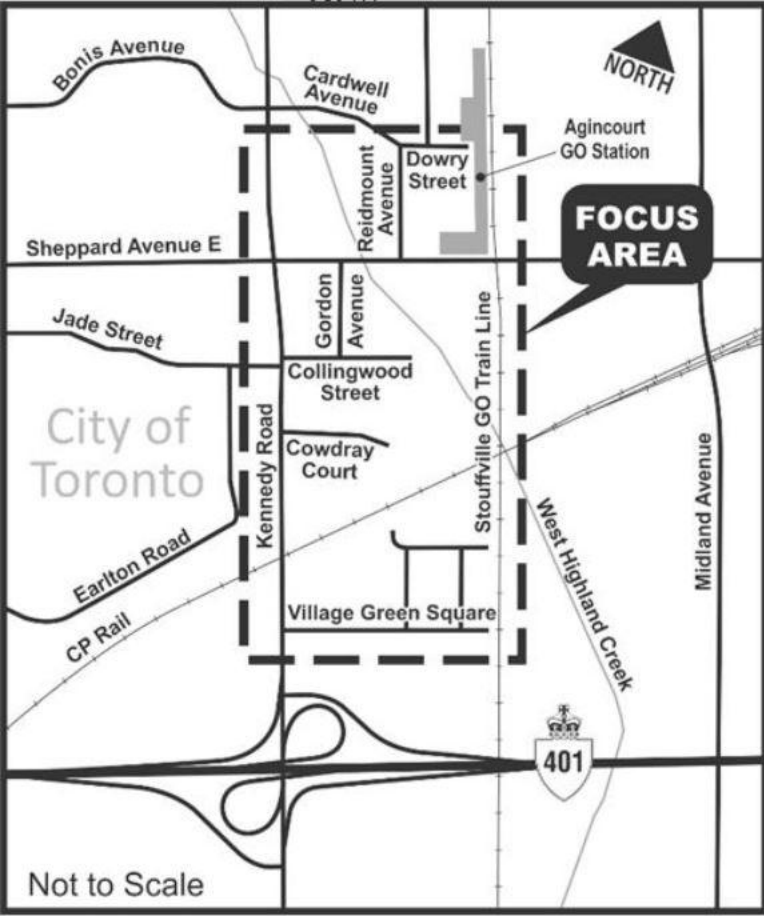 Bonis Avenue
Cardwell
Avenue
NORTH
Agincourt
GO Station
Dowry
Street
Reidmount
Avenue
FOCUS
AREA
Sheppard Avenue E
Gordon
Avenue
Jade Street
Collingwood
Street
Stouffville GO Train Line
City of
Toronto
Kennedy Road
Cowdray
Court
Midland Avenue
West Highland Creek
Earlton Road
CP Rail
Village Green Square
401
Not to Scale